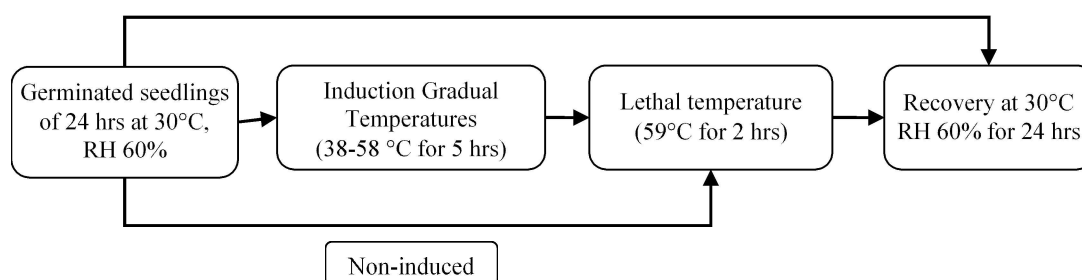 Germinated seedlings
of 24 hrs at 30°C,
RH 60%
Induction Gradual
Temperatures
(38-58 °C for 5 hrs)
Lethal temperature
(59°C for 2 hrs)
Recovery at 30°C
RH 60% for 24 hrs
Non-induced